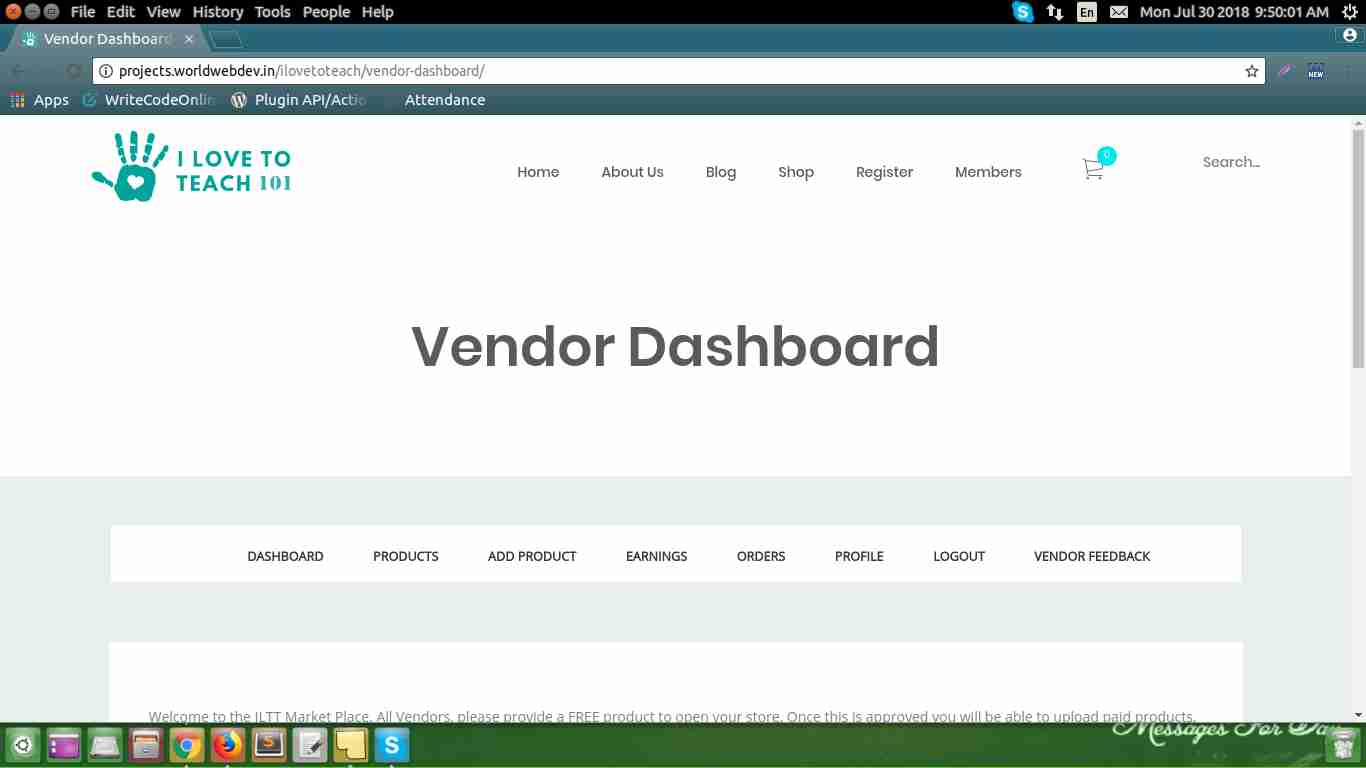 File Edit View History Tools People Help
En Mon Jul 30 2018 9:50:01 AM
Vendor Dashboard
projects.worldwebdev.in/ilovetoteach/vendor-dashboard/
NEW
Apps WriteCodeOnlin Plugin API/Actio Attendance
I LOVE TO
TEACH 101
Home About Us Blog Shop Register Members 0 Search...
Vendor Dashboard
DASHBOARD PRODUCTS ADD PRODUCT EARNINGS ORDERS PROFILE LOGOUT VENDOR FEEDBACK
Welcome to the ILTT Market Place. All Vendors, please provide a FREE product to open your store. Once this is approved you will be able to upload paid products.
Messages For